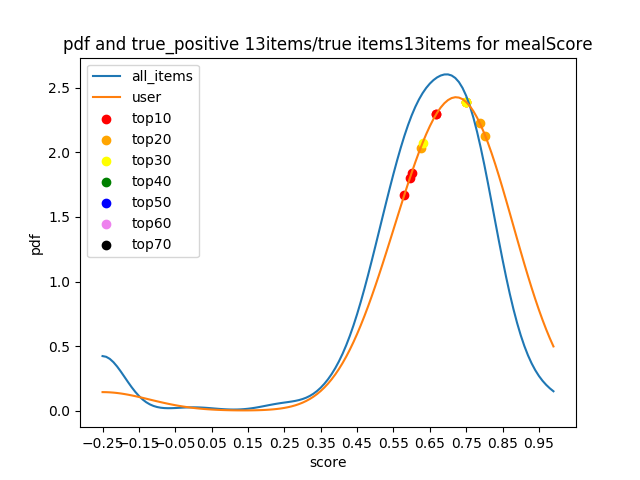 pdf and true_positive 13items/true items13items for mealScore
all_items
user
top10
top20
top30
top40
top50
top60
top70
pdf
2.5
2.0
1.5
1.0
0.5
0.0
−0.25 −0.15 −0.05 0.05 0.15 0.25 0.35 0.45 0.55 0.65 0.75 0.85 0.95
score